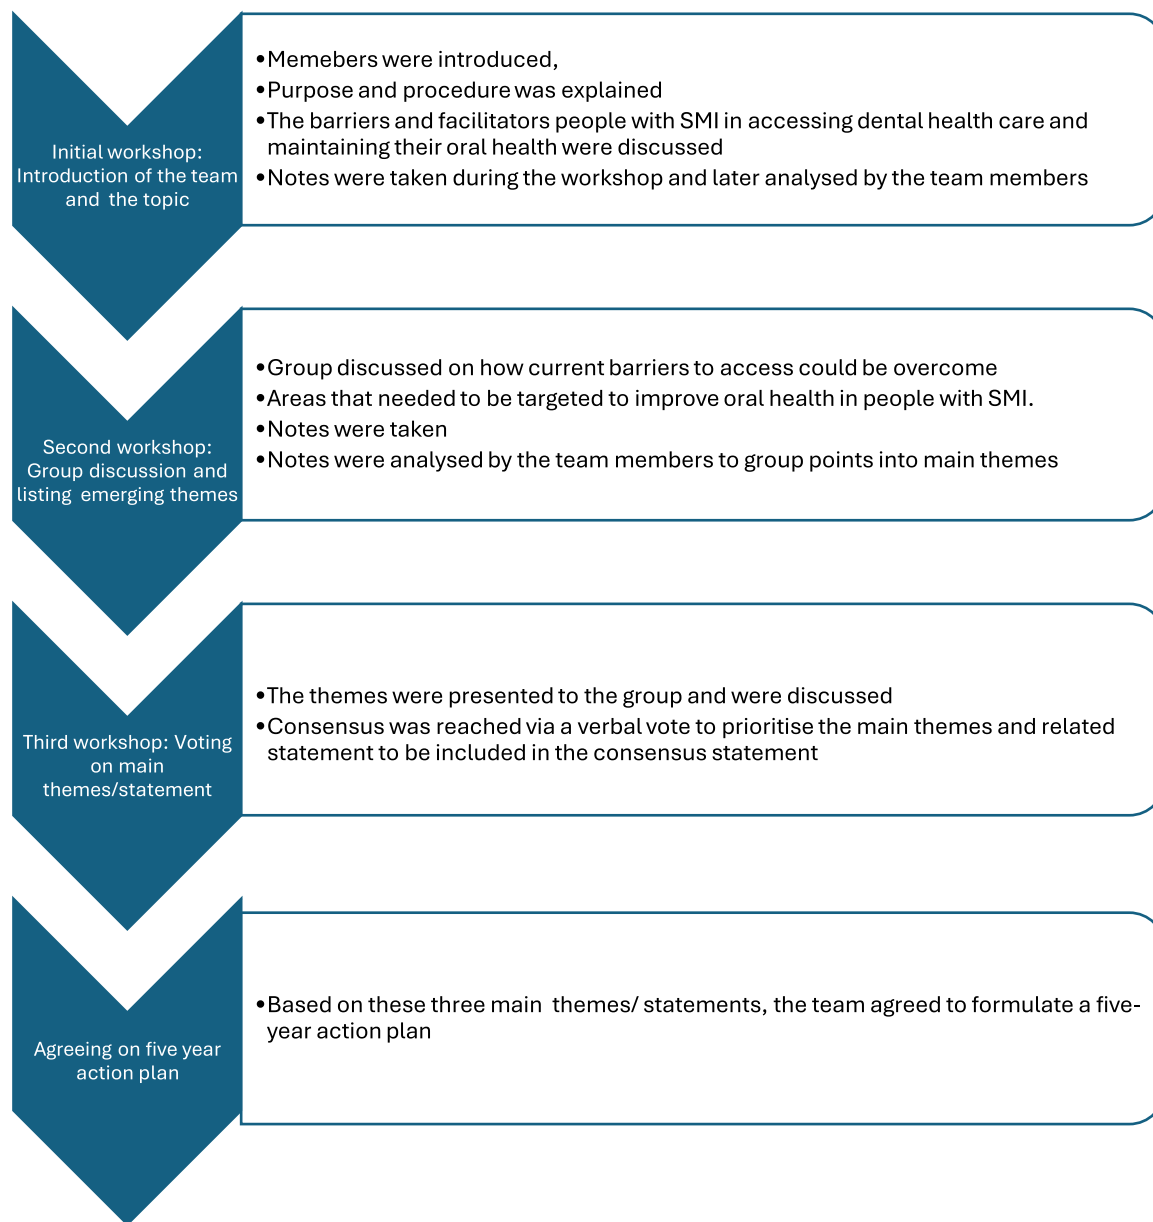 Initial workshop:
Introduction of the team
and the topic
•Memebers were introduced,
•Purpose and procedure was explained
•The barriers and facilitators people with SMI in accessing dental health care and
maintaining their oral health were discussed
•Notes were taken during the workshop and later analysed by the team members
Second workshop:
Group discussion and
listing emerging themes
•Group discussed on how current barriers to access could be overcome
•Areas that needed to be targeted to improve oral health in people with SMI.
•Notes were taken
•Notes were analysed by the team members to group points into main themes
Third workshop: Voting
on main
themes/statement
•The themes were presented to the group and were discussed
•Consensus was reached via a verbal vote to prioritise the main themes and related
statement to be included in the consensus statement
Agreeing on five year
action plan
•Based on these three main themes/ statements, the team agreed to formulate a five-
year action plan